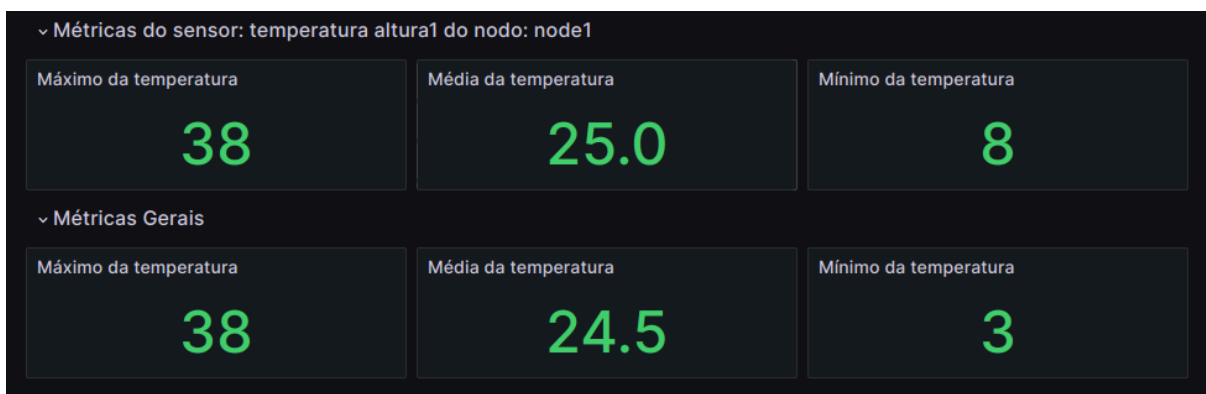 Métricas do sensor: temperatura altura1 do nodo: node1
Máximo da temperatura
38
Média da temperatura
25.0
Mínimo da temperatura
8
Métricas Gerais
Máximo da temperatura
38
Média da temperatura
24.5
Mínimo da temperatura
3